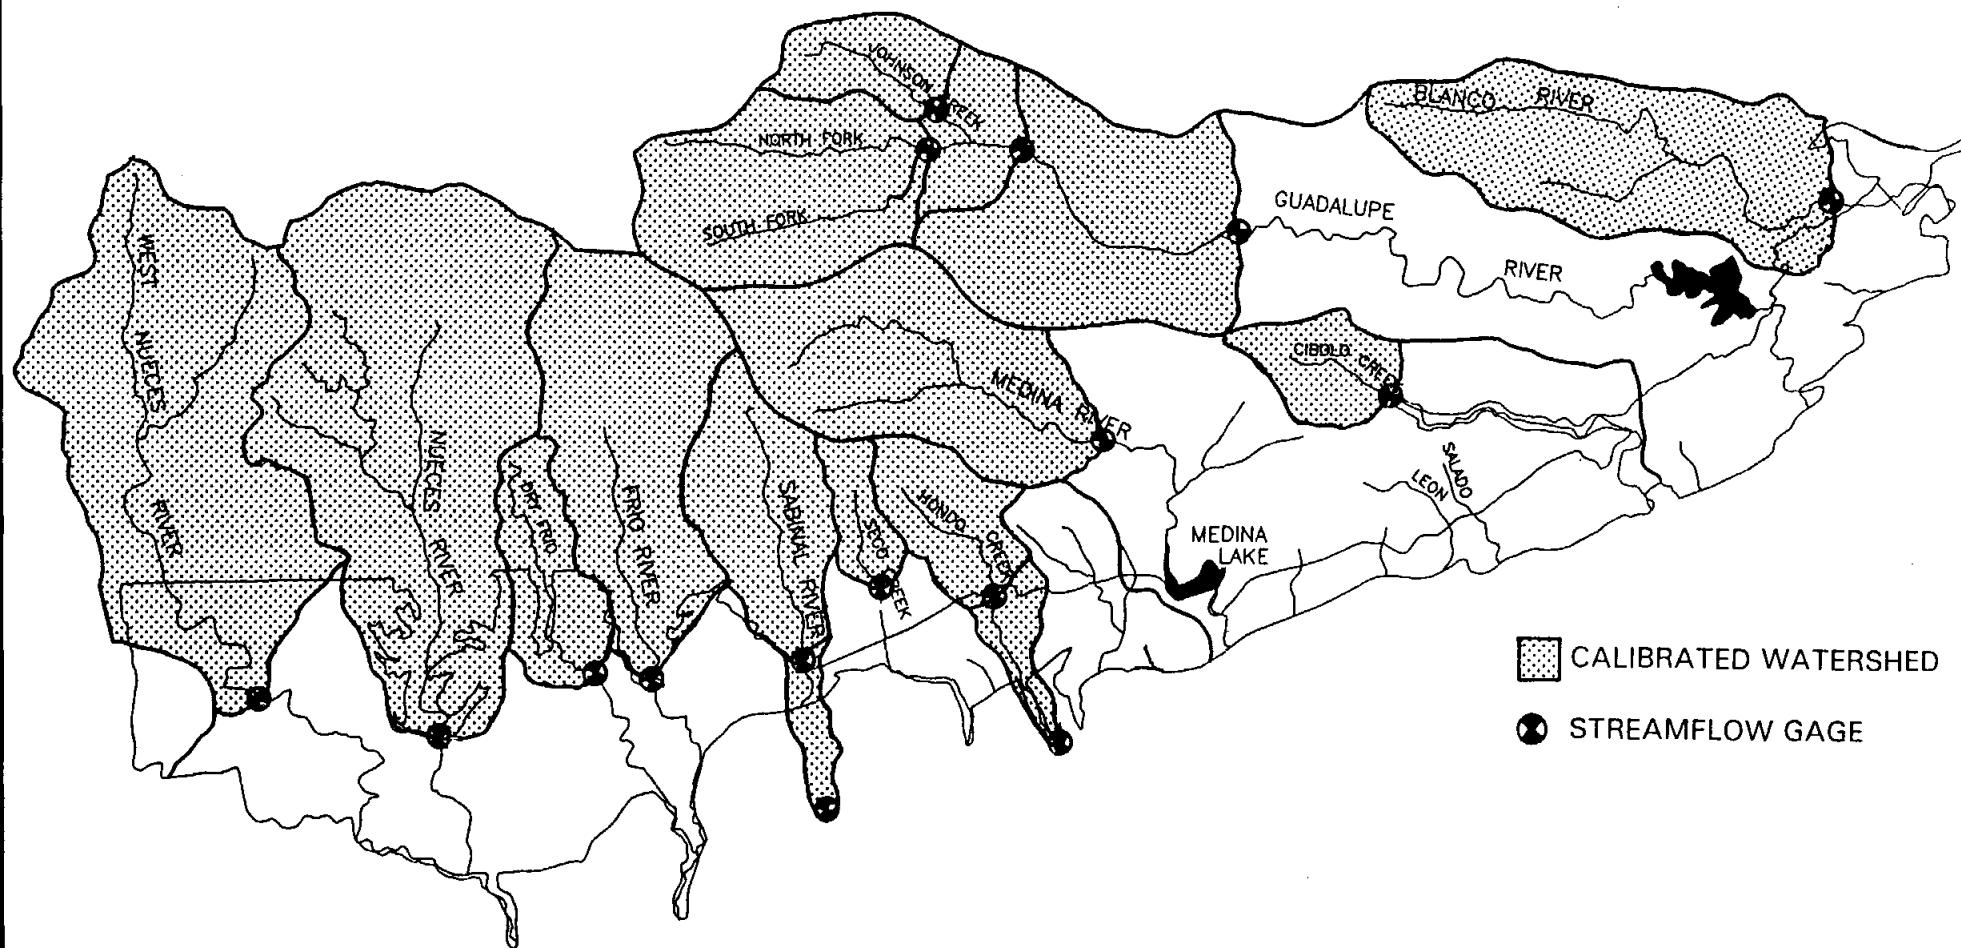 JOHNSON
CREEK
BLANCO RIVER
NORTH FORK
SOUTH FORK
GUADALUPE
RIVER
WEST
NUECES
RIVER
CIBOLO CREEK
MEDINA RIVER
NUECES
RIVER
DRY FRIO
FRIO RIVER
SABINAL RIVER
SECO CREEK
HONDO
CREEK
SALADO
LEON
MEDINA
LAKE
CALIBRATED WATERSHED
STREAMFLOW GAGE